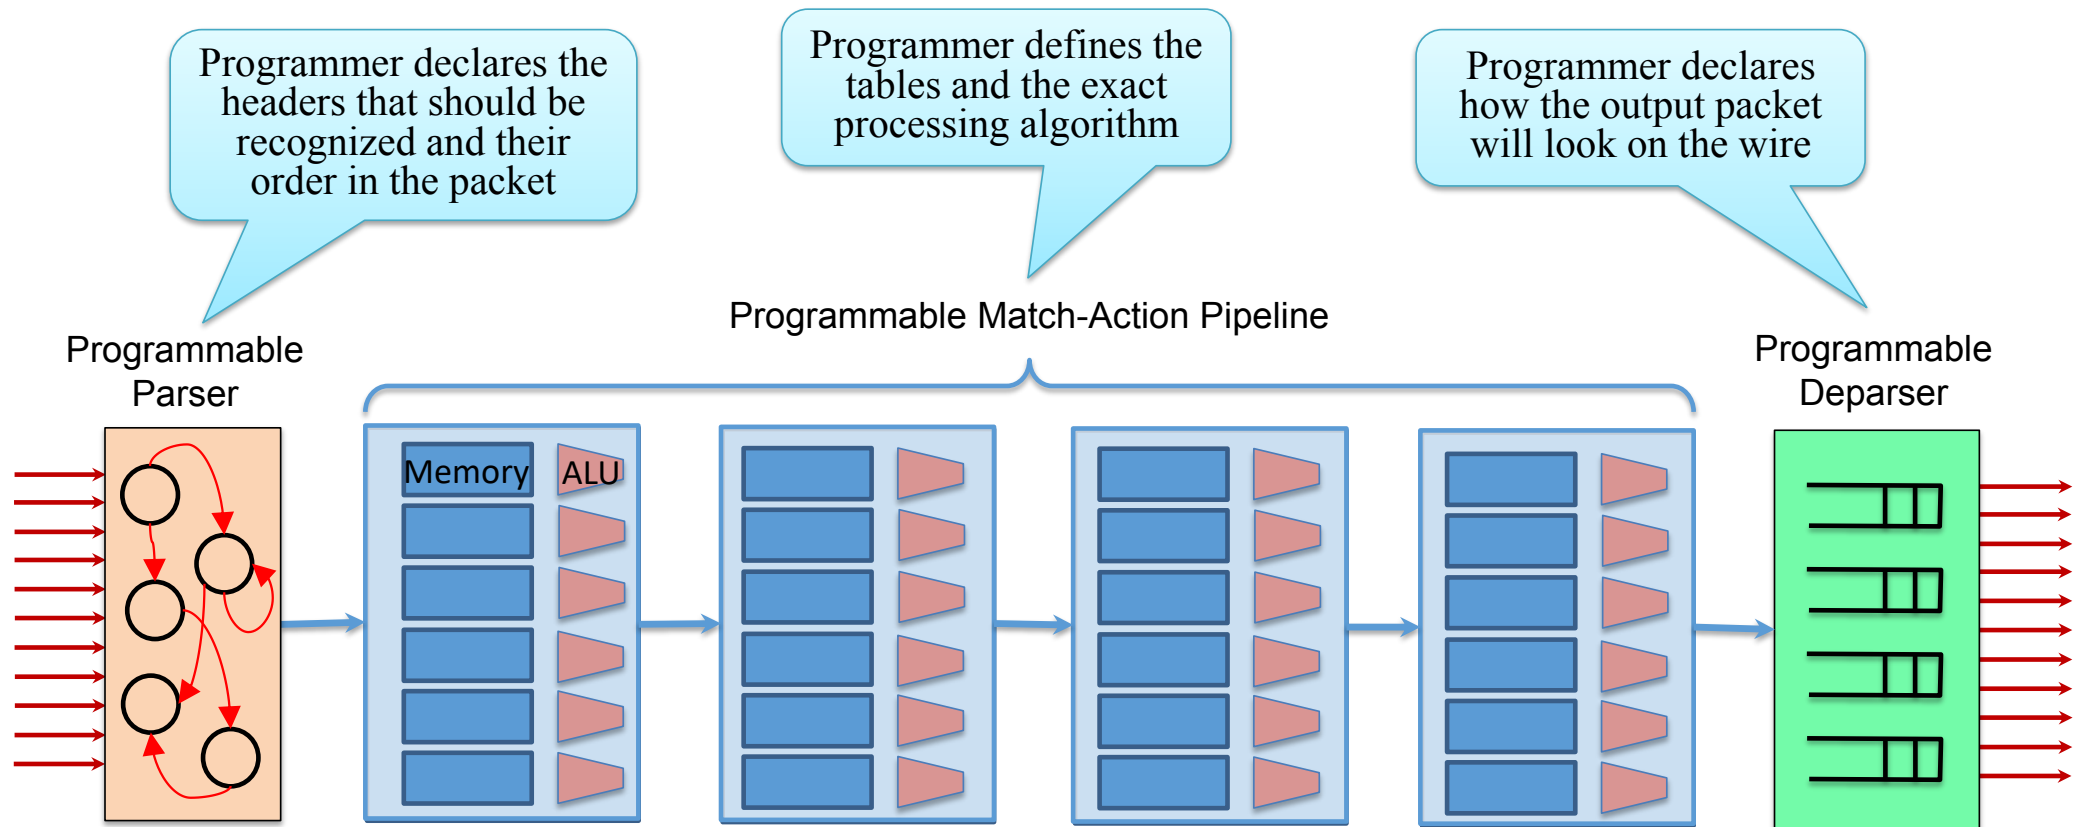 Programmer declares the
headers that should be
recognized and their
order in the packet
Programmer defines the
tables and the exact
processing algorithm
Programmer declares
how the output packet
will look on the wire
Programmable Match-Action Pipeline
Programmable
Parser
Programmable
Deparser
Memory
ALU